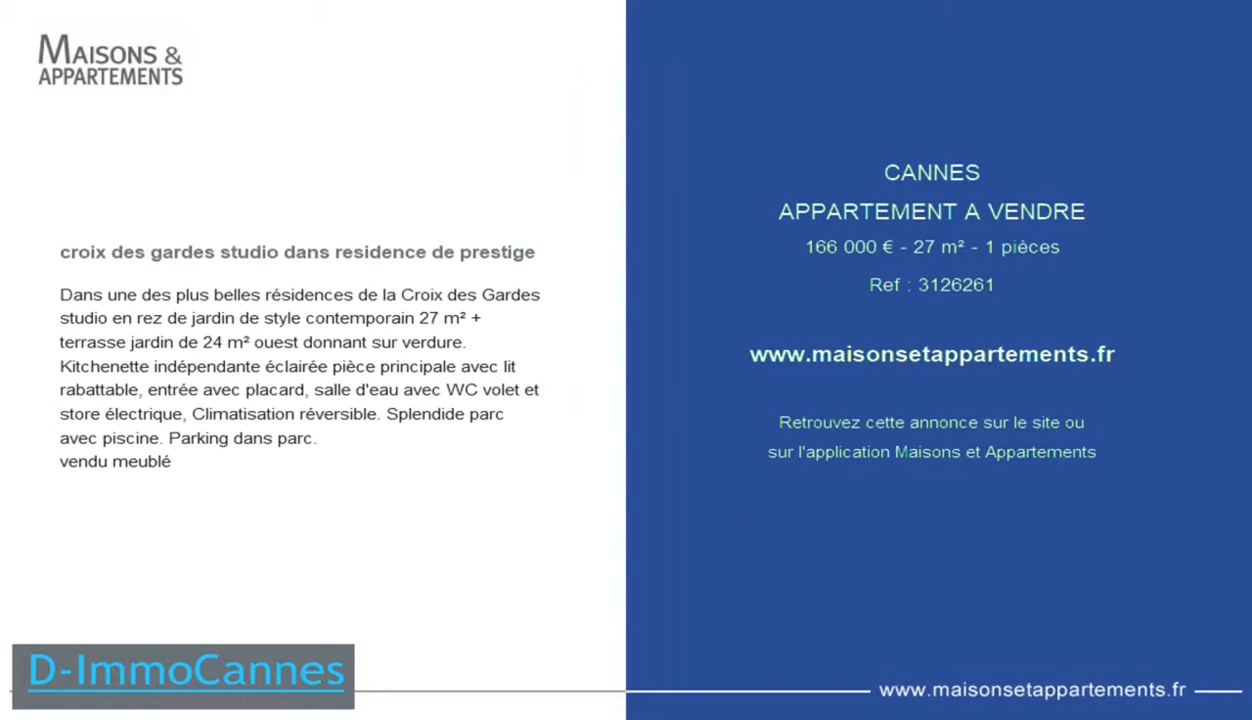 MAISONS &
APPARTEMENTS
croix des gardes studio dans residence de prestige
Dans une des plus belles résidences de la Croix des Gardes
studio en rez de jardin de style contemporain 27 m² +
terrasse jardin de 24 m² ouest donnant sur verdure.
Kitchenette indépendante éclairée pièce principale avec lit
rabattable, entrée avec placard, salle d'eau avec WC volet et
store électrique, Climatisation réversible. Splendide parc
avec piscine. Parking dans parc.
vendu meublé
D-ImmoCannes
CANNES
APPARTEMENT A VENDRE
166 000 € - 27 m² - 1 pièces
Ref : 3126261
www.maisonsetappartements.fr
Retrouvez cette annonce sur le site ou
sur l'application Maisons et Appartements
www.maisonsetappartements.fr